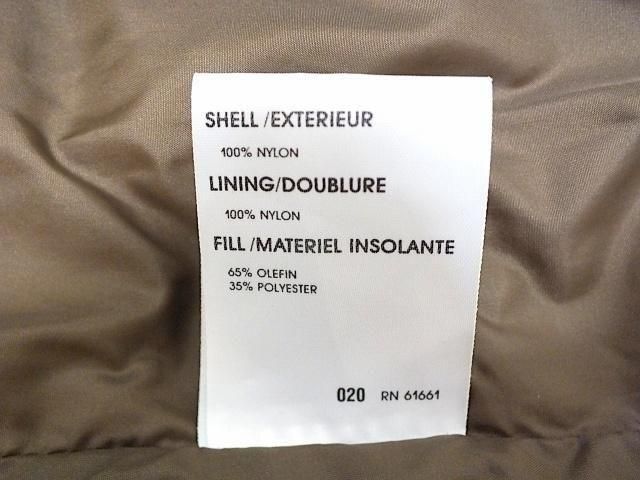 SHELL/EXTERIEUR
100% NYLON
LINING/DOUBLURE
100% NYLON
FILL/MATERIEL INSOLANTE
65% OLEFIN
35% POLYESTER
020 RN 61661